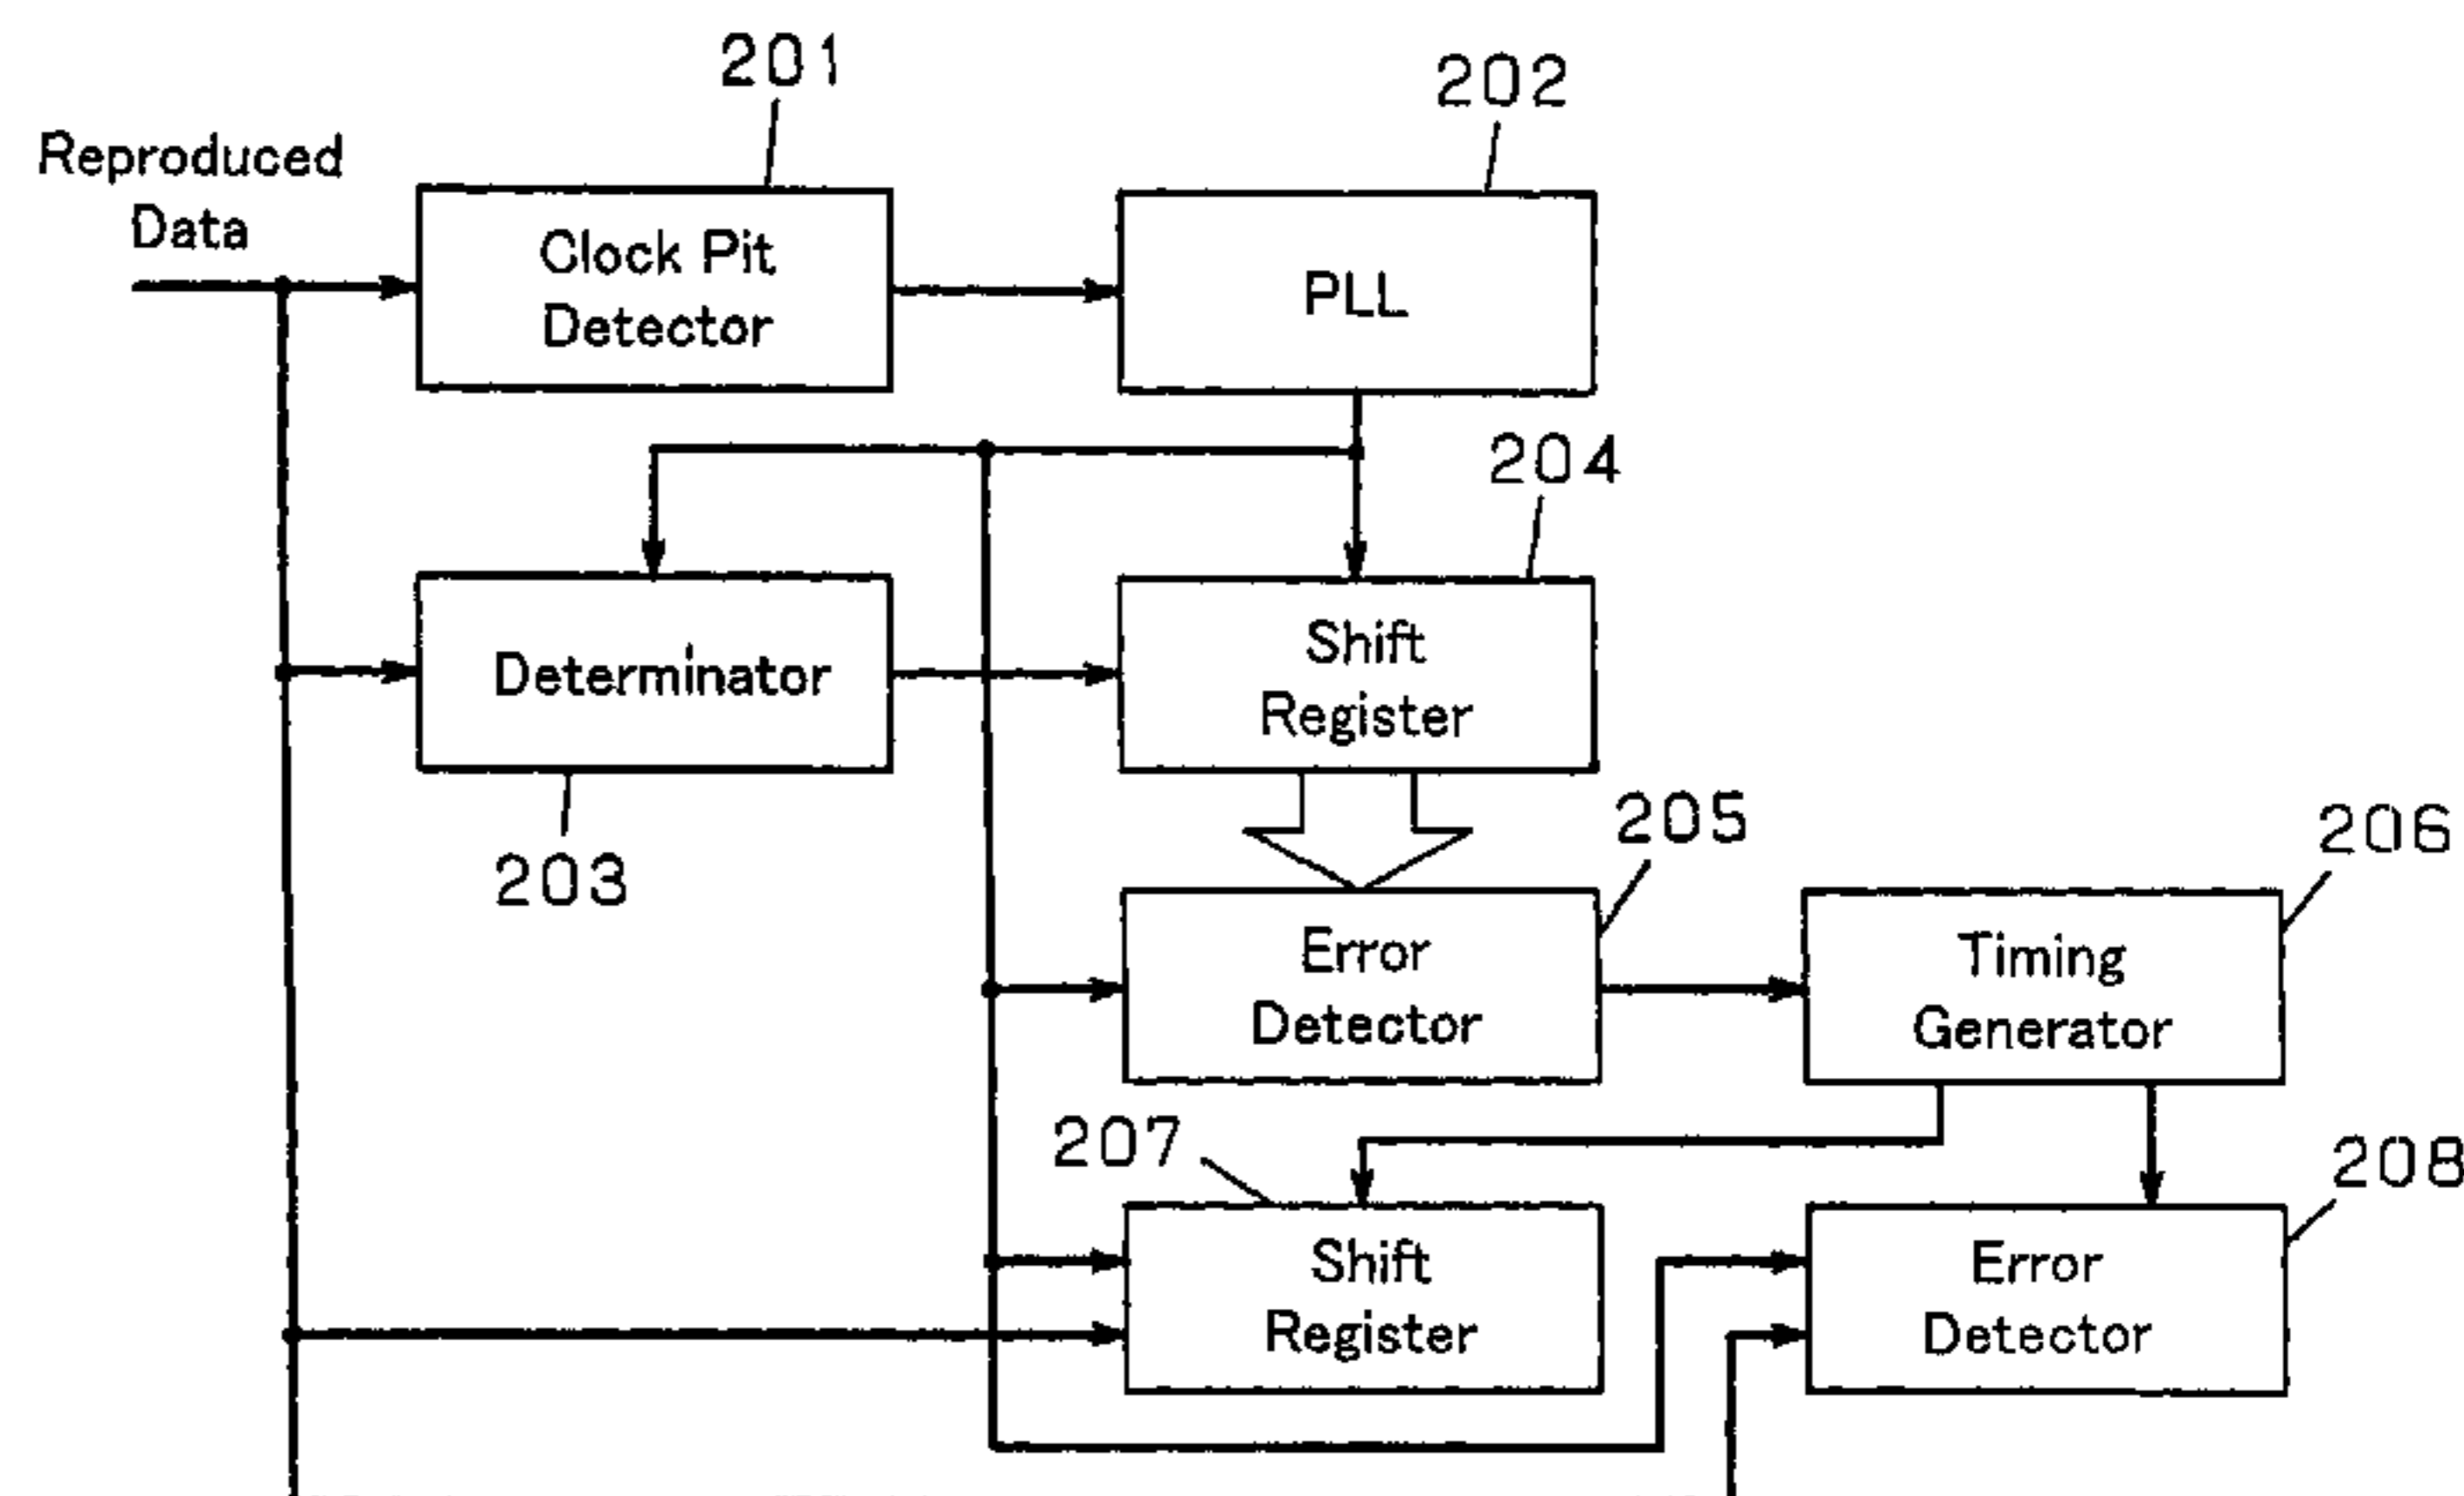 201
202
Reproduced
Data
Clock Pit
Detector
PLL
204
Determinator
Shift
Register
203
205
206
Error
Detector
Timing
Generator
207
208
Shift
Register
Error
Detector